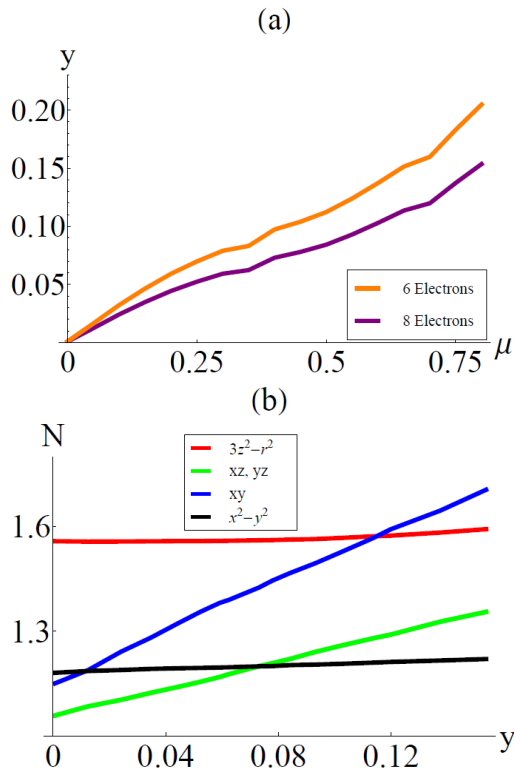 (a)
y
0.20
0.15
0.10
0.05
6 Electrons
8 Electrons
0 0.25 0.5 0.75 μ
(b)
N
3z²−r²
xz, yz
xy
x²−y²
1.6
1.3
0 0.04 0.08 0.12 y